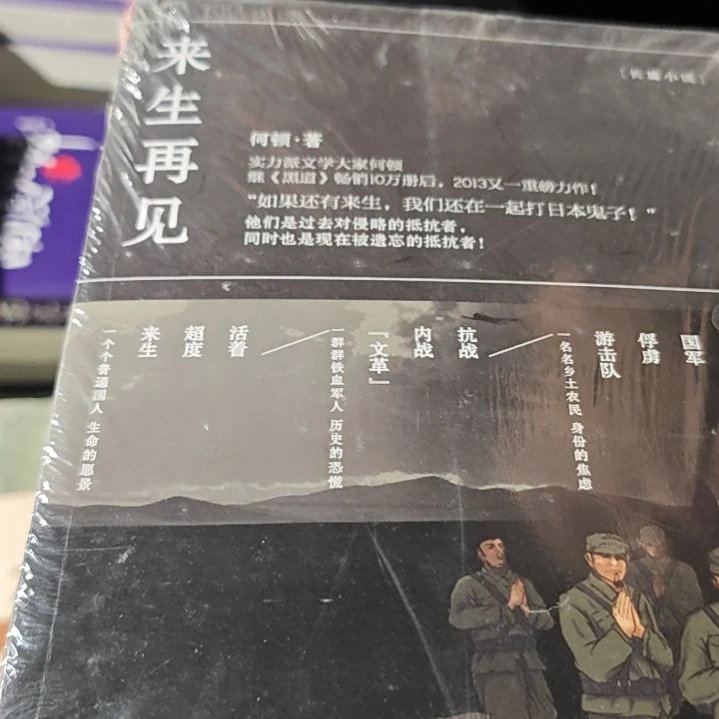 来生再见
[长篇小说]
何顿·著
实力派文学大家何顿
继《黑道》畅销10万册后，2013又一重磅力作！
“如果还有来生，我们还在一起打日本鬼子！”
他们是过去对侵略的抵抗者，
同时也是现在被遗忘的抵抗者！
国军
俘虏
游击队
一名名乡土农民 身份的焦虑
抗战
内战
「文革」
一群群铁血军人 历史的恐慌
活着
超度
来生
一个个普通国人 生命的愿景